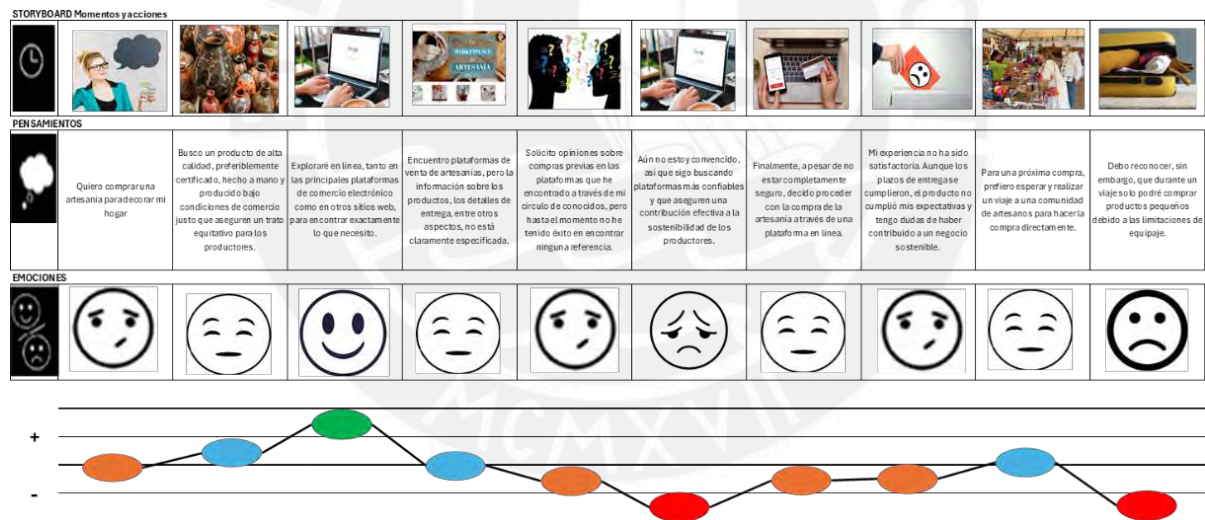 STORYBOARD Momentos y acciones
MARKETPLACE
ARTESANÍA
PENSAMIENTOS
Quiero comprar una
artesanía para decorar mi
hogar
Busco un producto de alta
calidad, preferiblemente
certificado, hecho a mano y
producido bajo
condiciones de comercio
justo que aseguren un trato
equitativo para los
productores.
Exploraré en línea, tanto en
las principales plataformas
de comercio electrónico
como en otros sitios web,
para encontrar exactamente
lo que necesito.
Encuentro plataformas de
venta de artesanías, pero la
información sobre los
productos, los detalles de
entrega, entre otros
aspectos, no está
claramente especificada.
Solicito opiniones sobre
compras previas en las
plataformas que he
encontrado a través de mi
círculo de conocidos, pero
hasta el momento no he
tenido éxito en encontrar
ninguna referencia.
Aún no estoy convencido,
así que sigo buscando
plataformas más confiables
y que aseguren una
contribución efectiva a la
sostenibilidad de los
productores.
Finalmente, a pesar de no
estar completamente
seguro, decido proceder
con la compra de la
artesanía a través de una
plataforma en línea.
Mi experiencia no ha sido
satisfactoria. Aunque los
plazos de entrega se
cumplieron, el producto no
cumplió mis expectativas y
tengo dudas de haber
contribuido a un negocio
sostenible.
Para una próxima compra,
prefiero esperar y realizar
un viaje a una comunidad
de artesanos para hacer la
compra directamente.
Debo reconocer, sin
embargo, que durante un
viaje solo podré comprar
productos pequeños
debido a las limitaciones de
equipaje.
EMOCIONES
+
-
MCMXVII